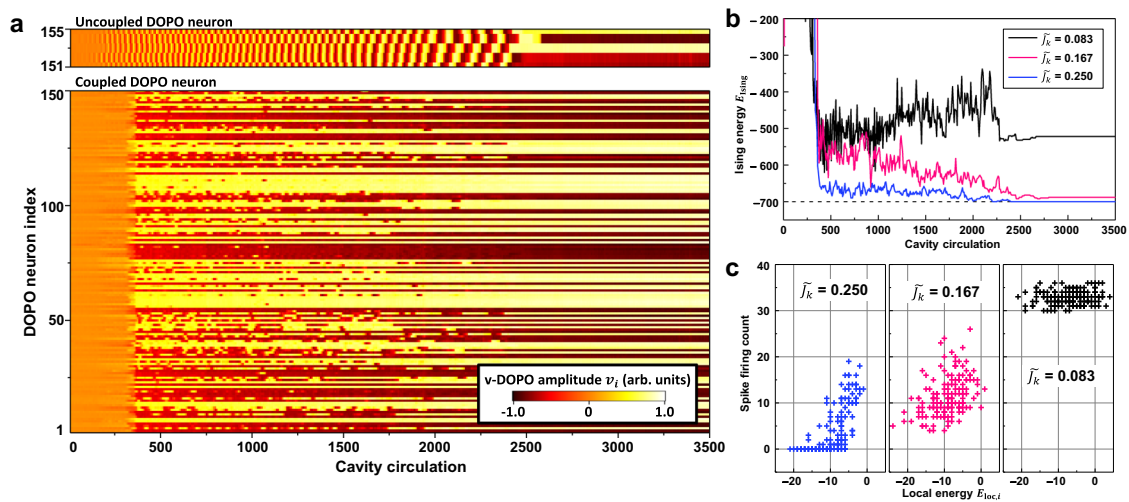 a
Uncoupled DOPO neuron
155
151
Coupled DOPO neuron
150
100
50
1
DOPO neuron index
v-DOPO amplitude v_i (arb. units)
-1.0 0 1.0
0 500 1000 1500 2000 2500 3000 3500
Cavity circulation
b
− 200
−300
−400
−500
−600
−700
Ising energy E_Ising
J̃_k = 0.083
J̃_k = 0.167
J̃_k = 0.250
0 500 1000 1500 2000 2500 3000 3500
Cavity circulation
c
40
30
20
10
0
Spike firing count
J̃_k = 0.250
J̃_k = 0.167
J̃_k = 0.083
−20 −10 0 −20 −10 0 −20 −10 0
Local energy E_loc,i